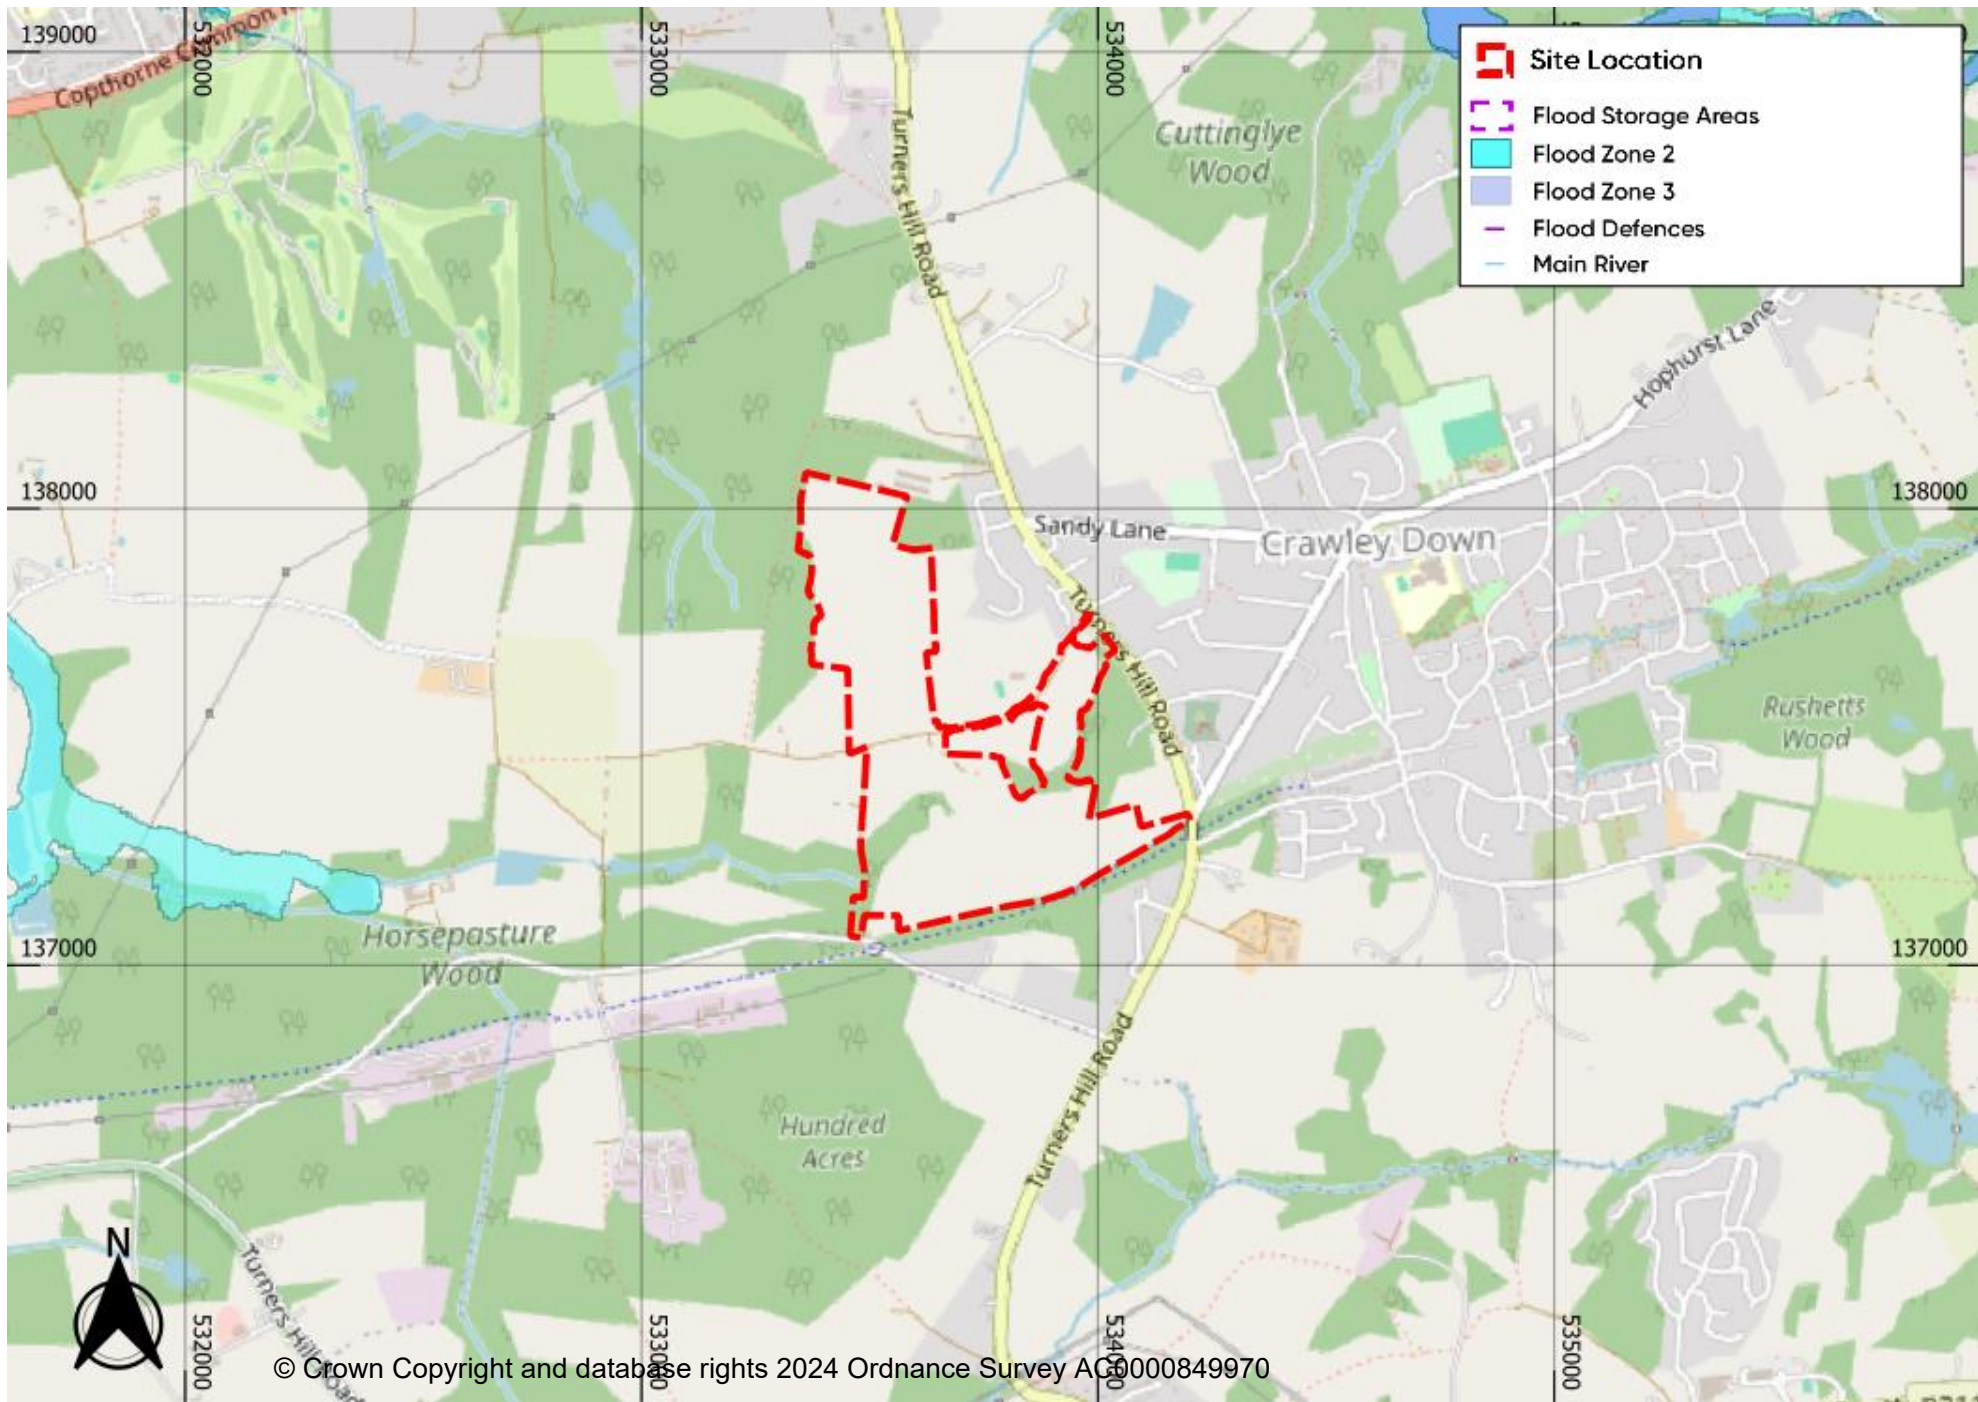 139000
532000
533000
534000
Copthorne Common
Site Location
Flood Storage Areas
Flood Zone 2
Flood Zone 3
Flood Defences
Main River
Cuttinglye
Wood
Turners Hill Road
Hophurst Lane
138000
138000
Sandy Lane
Crawley Down
Turners Hill Road
Rushetts
Wood
Horsepasture
Wood
137000
137000
Hundred
Acres
Turners Hill Road
N
Turners Hill Road
532000
533000
534000
535000
© Crown Copyright and database rights 2024 Ordnance Survey AC0000849970